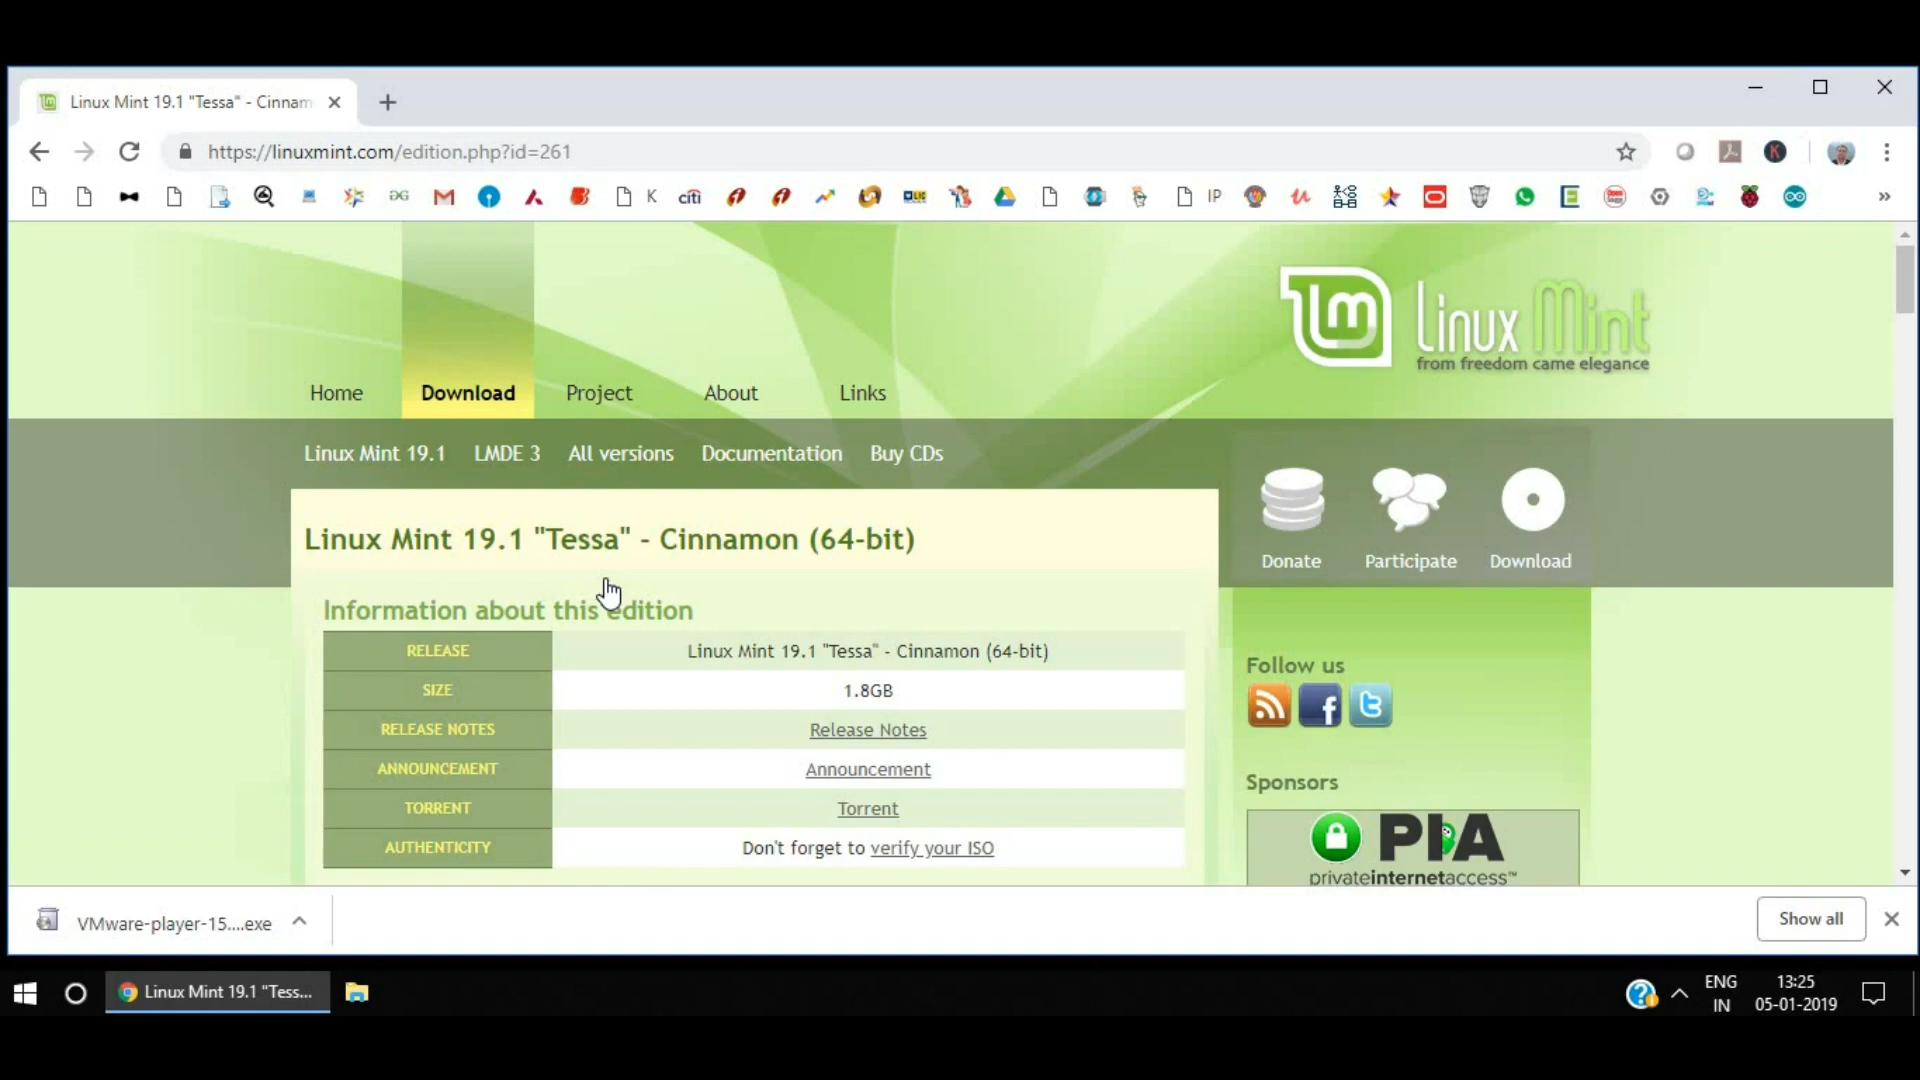 Linux Mint 19.1 "Tessa" - Cinnam
https://linuxmint.com/edition.php?id=261
K citi IP
Linux Mint
from freedom came elegance
Home Download Project About Links
Linux Mint 19.1 LMDE 3 All versions Documentation Buy CDs
Donate Participate Download
Linux Mint 19.1 "Tessa" - Cinnamon (64-bit)
Information about this edition
RELEASE Linux Mint 19.1 "Tessa" - Cinnamon (64-bit)
SIZE 1.8GB
RELEASE NOTES Release Notes
ANNOUNCEMENT Announcement
TORRENT Torrent
AUTHENTICITY Don't forget to verify your ISO
Follow us
Sponsors
PIA
privateinternetaccess™
VMware-player-15....exe
Show all
Linux Mint 19.1 "Tess...
ENG
IN
13:25
05-01-2019